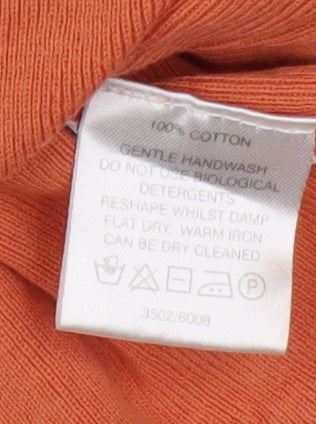 100% COTTON
GENTLE HANDWASH
DO NOT USE BIOLOGICAL
DETERGENTS
RESHAPE WHILST DAMP
FLAT DRY, WARM IRON
CAN BE DRY CLEANED
P
3502/6008